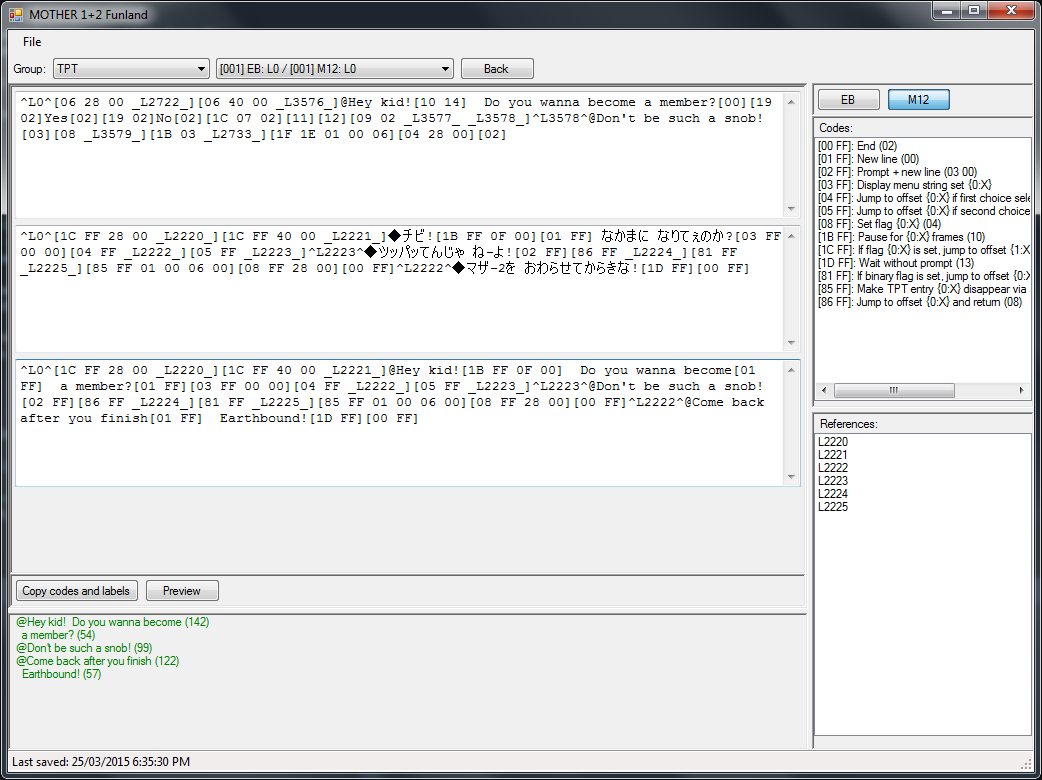 MOTHER 1+2 Funland
File
Group: TPT [001] EB: L0 / [001] M12: L0 Back
^L0^[06 28 00 _L2722_][06 40 00 _L3576_]@Hey kid![10 14]  Do you wanna become a member?[00][19
02]Yes[02][19 02]No[02][1C 07 02][11][12][09 02 _L3577_ _L3578_]^L3578^@Don't be such a snob!
[03][08 _L3579_][1B 03 _L2733_][1F 1E 01 00 06][04 28 00][02]
^L0^[1C FF 28 00 _L2220_][1C FF 40 00 _L2221_]◆チビ![1B FF 0F 00][01 FF] なかまに なりてぇのか?[03 FF
00 00][04 FF _L2222_][05 FF _L2223_]^L2223^◆ツッパッてんじゃ ねーよ![02 FF][86 FF _L2224_][81 FF
_L2225_][85 FF 01 00 06 00][08 FF 28 00][00 FF]^L2222^◆マザー2を おわらせてからきな![1D FF][00 FF]
^L0^[1C FF 28 00 _L2220_][1C FF 40 00 _L2221_]@Hey kid![1B FF 0F 00]  Do you wanna become[01
FF]  a member?[01 FF][03 FF 00 00][04 FF _L2222_][05 FF _L2223_]^L2223^@Don't be such a snob!
[02 FF][86 FF _L2224_][81 FF _L2225_][85 FF 01 00 06 00][08 FF 28 00][00 FF]^L2222^@Come back
after you finish[01 FF]  Earthbound![1D FF][00 FF]
Copy codes and labels Preview
@Hey kid!  Do you wanna become (142)
a member? (54)
@Don't be such a snob! (99)
@Come back after you finish (122)
Earthbound! (57)
EB M12
Codes:
[00 FF]: End (02)
[01 FF]: New line (00)
[02 FF]: Prompt + new line (03 00)
[03 FF]: Display menu string set {0:X}
[04 FF]: Jump to offset {0:X} if first choice sele
[05 FF]: Jump to offset {0:X} if second choice
[08 FF]: Set flag {0:X} (04)
[1B FF]: Pause for {0:X} frames (10)
[1C FF]: If flag {0:X} is set, jump to offset {1:X
[1D FF]: Wait without prompt (13)
[81 FF]: If binary flag is set, jump to offset {0:X
[85 FF]: Make TPT entry {0:X} disappear via
[86 FF]: Jump to offset {0:X} and return (08)
References:
L2220
L2221
L2222
L2223
L2224
L2225
Last saved: 25/03/2015 6:35:30 PM